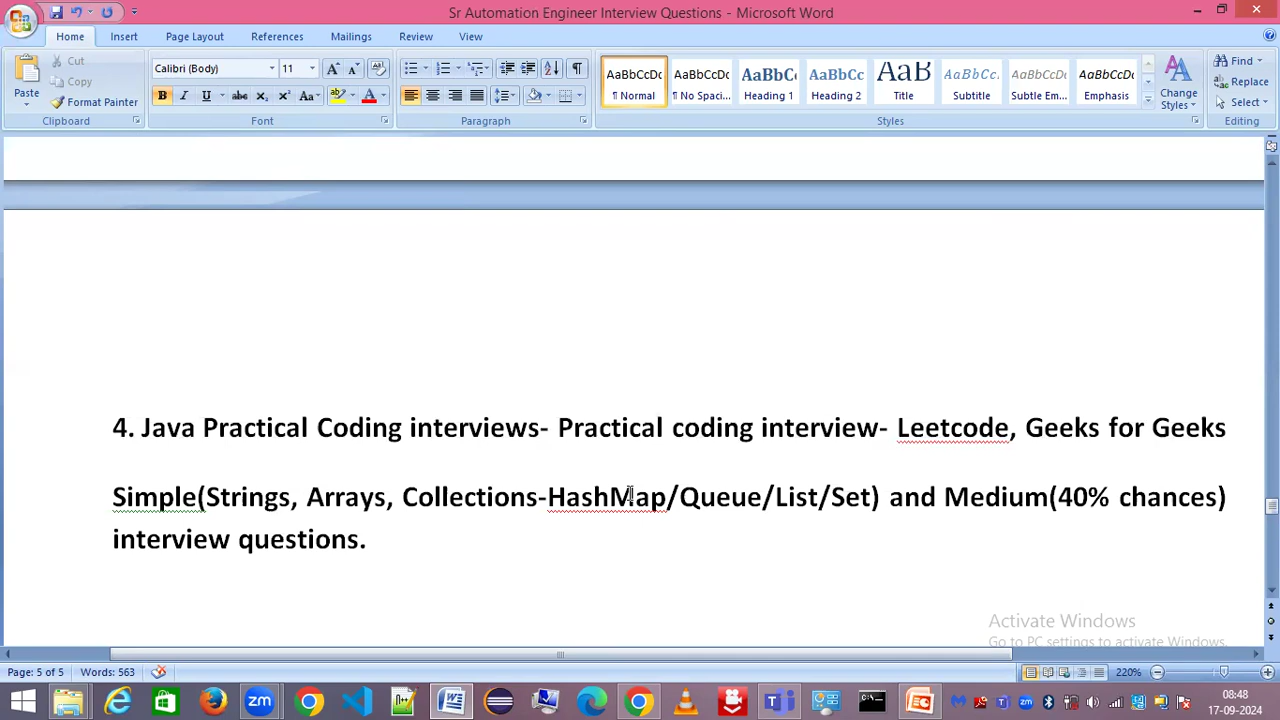 Sr Automation Engineer Interview Questions - Microsoft Word
Home Insert Page Layout References Mailings Review View
Paste
Cut
Copy
Format Painter
Clipboard
Calibri (Body) 11
B I U abc X₂ X² Aa A
Font
Paragraph
AaBbCcDc AaBbCcDc AaBbC AaBbCc AaB AaBbCc. AaBbCcDc AaBbCcDc
¶ Normal ¶ No Spaci... Heading 1 Heading 2 Title Subtitle Subtle Em... Emphasis
Change Styles
Styles
Find
Replace
Select
Editing
4. Java Practical Coding interviews- Practical coding interview- Leetcode, Geeks for Geeks
Simple(Strings, Arrays, Collections-HashMap/Queue/List/Set) and Medium(40% chances)
interview questions.
Activate Windows
Go to PC settings to activate Windows.
Page: 5 of 5 Words: 563 220%
08:48
17-09-2024